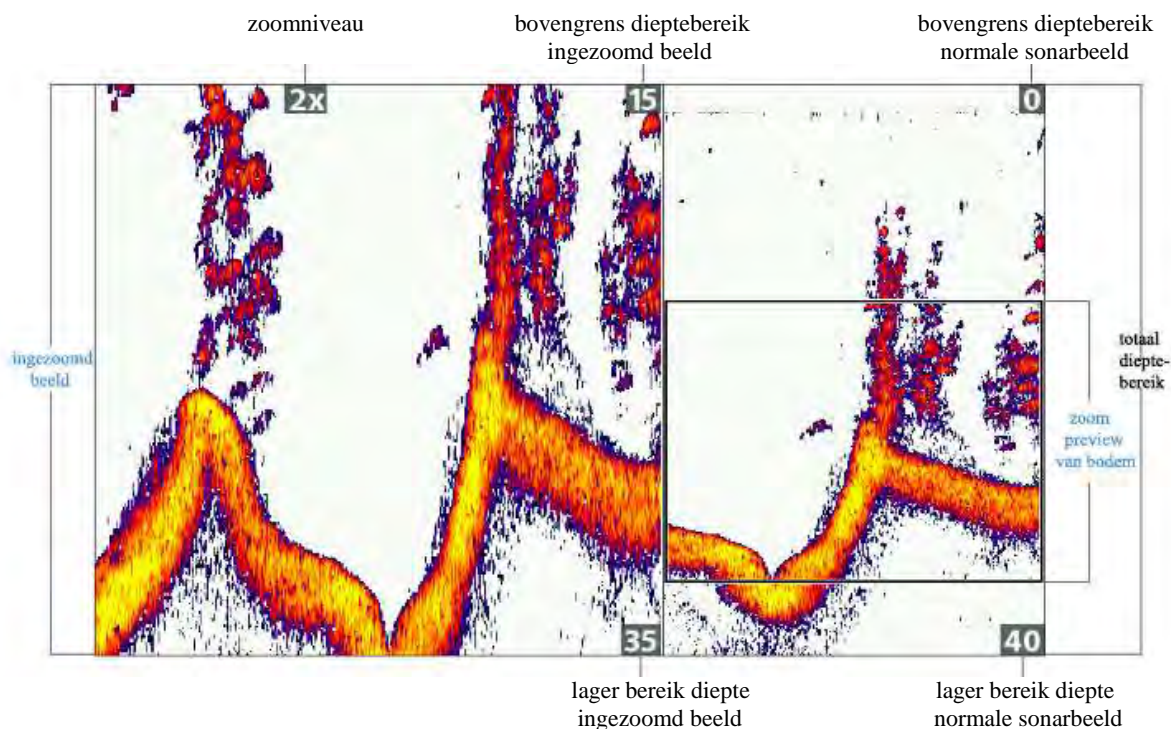 zoomniveau
bovengrens dieptebereik
ingezoomd beeld
bovengrens dieptebereik
normale sonarbeeld
2x
15
0
ingezoomd
beeld
totaal
diepte-
bereik
zoom
preview
van bodem
35
40
lager bereik diepte
ingezoomd beeld
lager bereik diepte
normale sonarbeeld